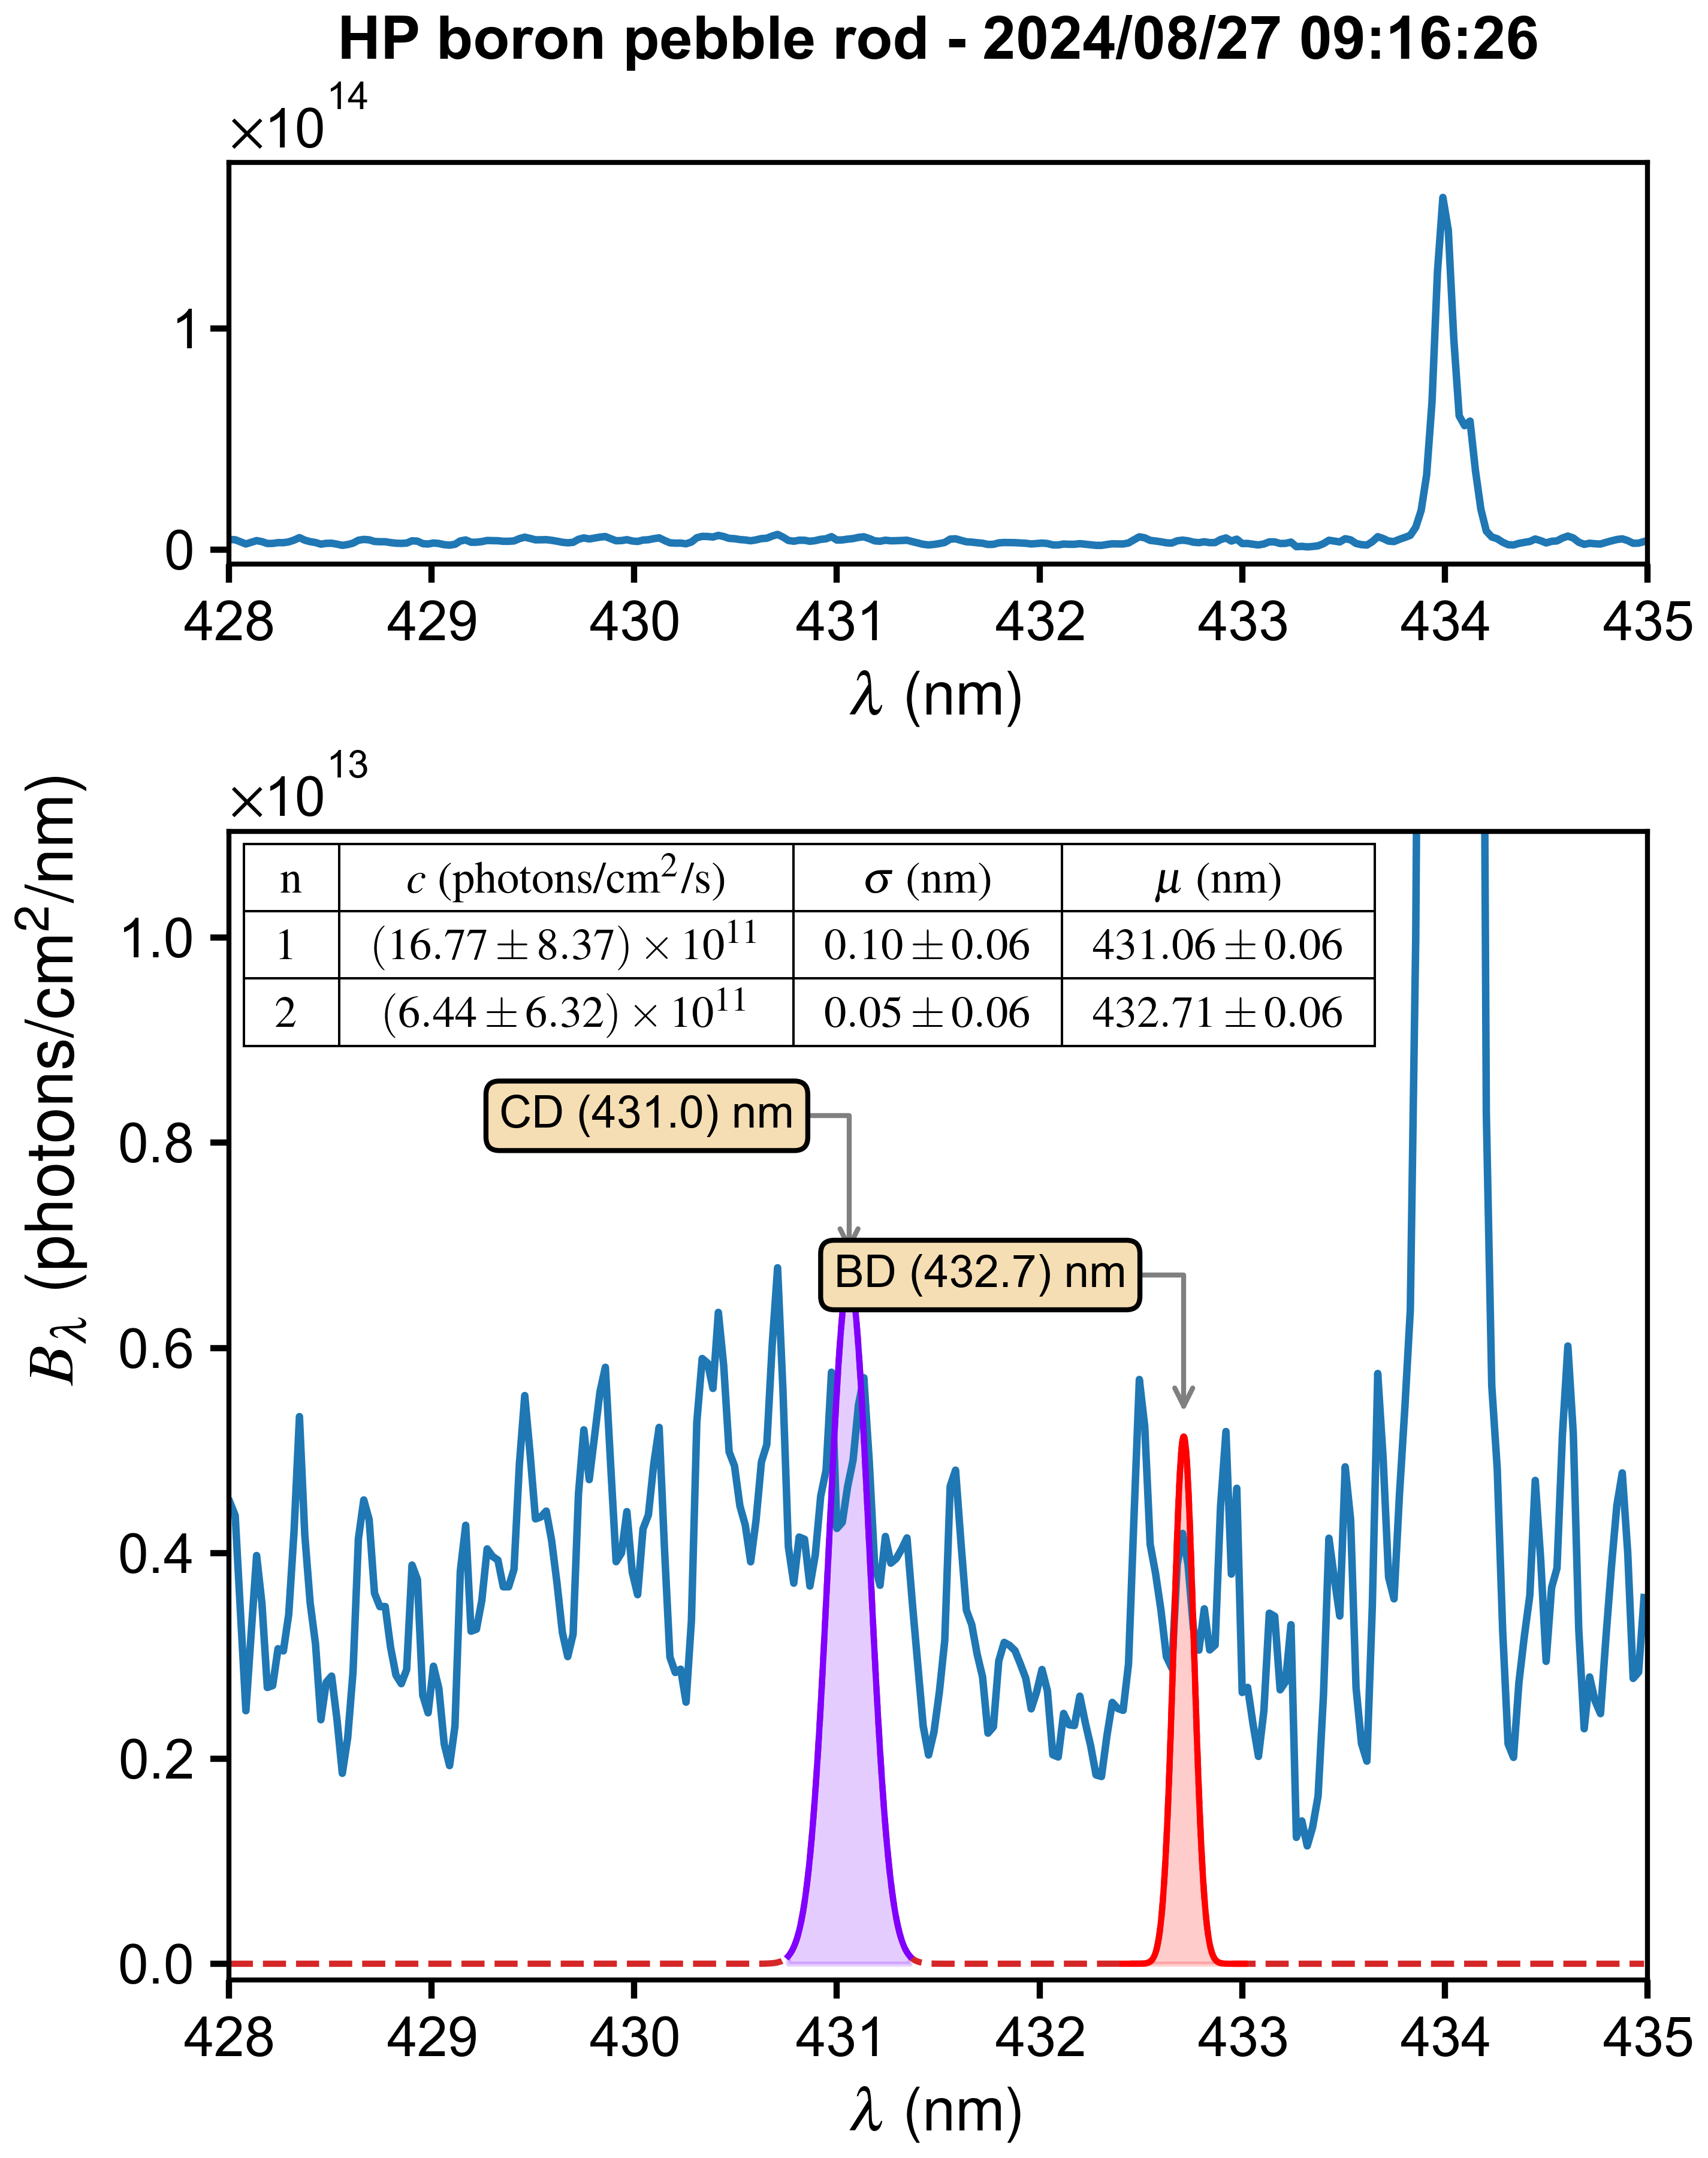 HP boron pebble rod - 2024/08/27 09:16:26
×10^14
1
0
428 429 430 431 432 433 434 435
λ (nm)
×10^13
B_λ (photons/cm²/nm)
n c (photons/cm²/s) σ (nm) μ (nm)
1 (16.77 ± 8.37) × 10^11 0.10 ± 0.06 431.06 ± 0.06
2 (6.44 ± 6.32) × 10^11 0.05 ± 0.06 432.71 ± 0.06
1.0
CD (431.0) nm
0.8
BD (432.7) nm
0.6
0.4
0.2
0.0
428 429 430 431 432 433 434 435
λ (nm)